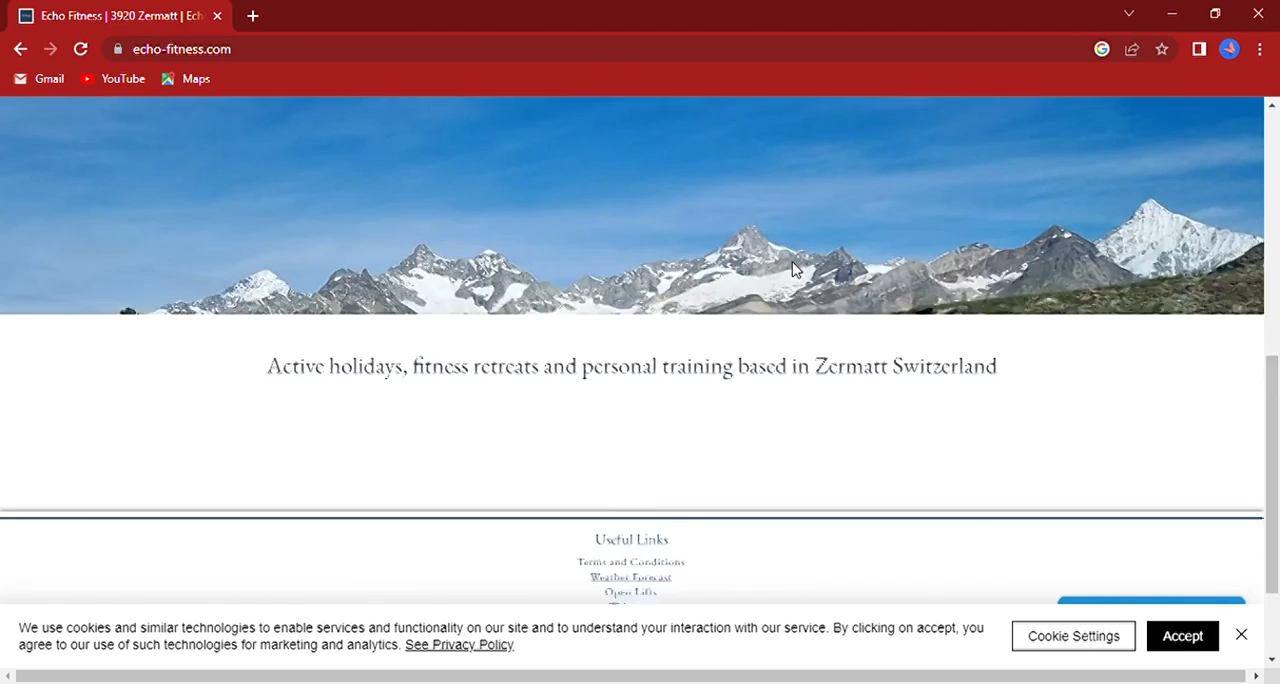 Echo Fitness | 3920 Zermatt | Ech
echo-fitness.com
Gmail YouTube Maps
Active holidays, fitness retreats and personal training based in Zermatt Switzerland
Useful Links
Terms and Conditions
Weather Forecast
Open Lifts
We use cookies and similar technologies to enable services and functionality on our site and to understand your interaction with our service. By clicking on accept, you
agree to our use of such technologies for marketing and analytics. See Privacy Policy
Cookie Settings
Accept